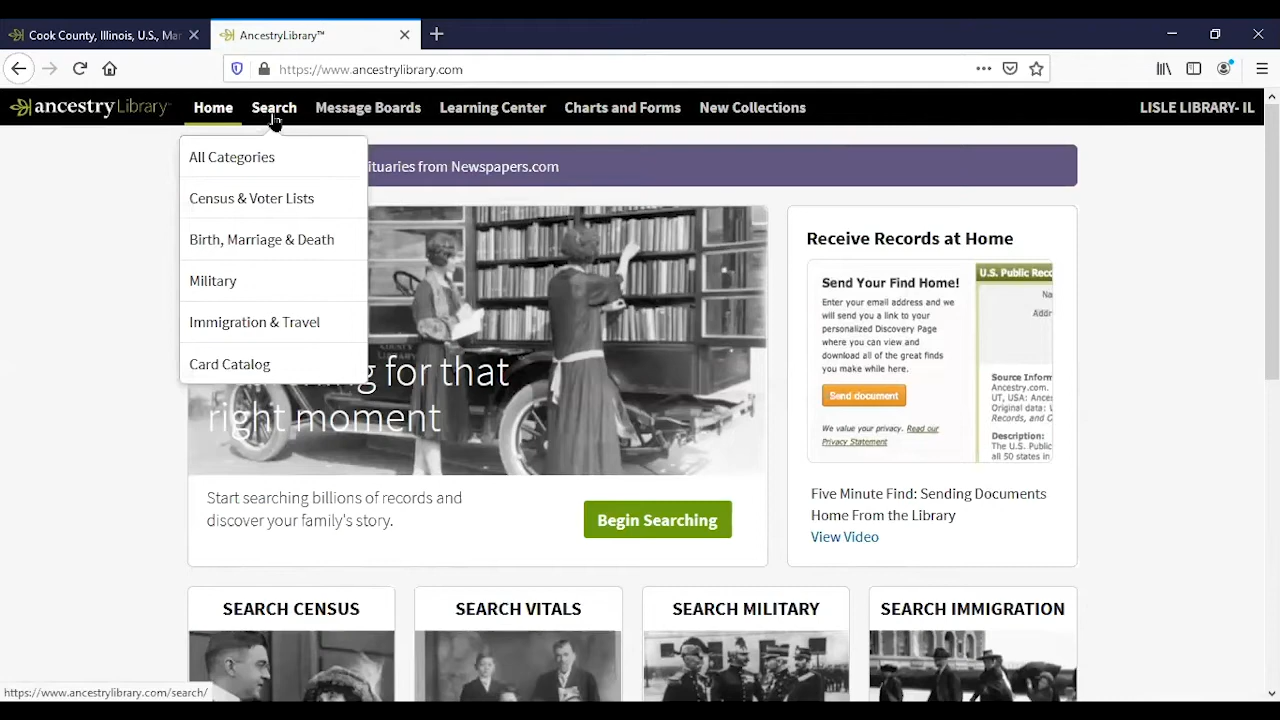 Cook County, Illinois, U.S., Mar
AncestryLibrary™
https://www.ancestrylibrary.com
ancestryLibrary
Home Search Message Boards Learning Center Charts and Forms New Collections LISLE LIBRARY- IL
All Categories
Census & Voter Lists
Birth, Marriage & Death
Military
Immigration & Travel
Card Catalog
ituaries from Newspapers.com
g for that
right moment
Start searching billions of records and
discover your family's story.
Begin Searching
Receive Records at Home
Send Your Find Home!
Enter your email address and we
will send you a link to your
personalized Discovery Page
where you can view and
download all of the great finds
you make while here.
Send document
We value your privacy. Read our
Privacy Statement
U.S. Public Reco
Na
Addr
Source Inform
Ancestry.com.
UT, USA: Ances
Original data: V
Records, and C
Description:
The U.S. Public
all 50 states in
Five Minute Find: Sending Documents
Home From the Library
View Video
SEARCH CENSUS
SEARCH VITALS
SEARCH MILITARY
SEARCH IMMIGRATION
https://www.ancestrylibrary.com/search/